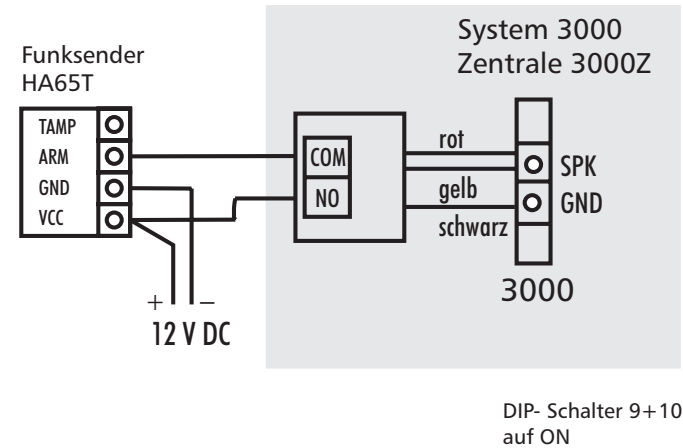 System 3000
Zentrale 3000Z
Funksender
HA65T
TAMP
ARM
GND
VCC
COM
NO
rot
gelb
schwarz
SPK
GND
3000
+ –
12 V DC
DIP- Schalter 9+10
auf ON